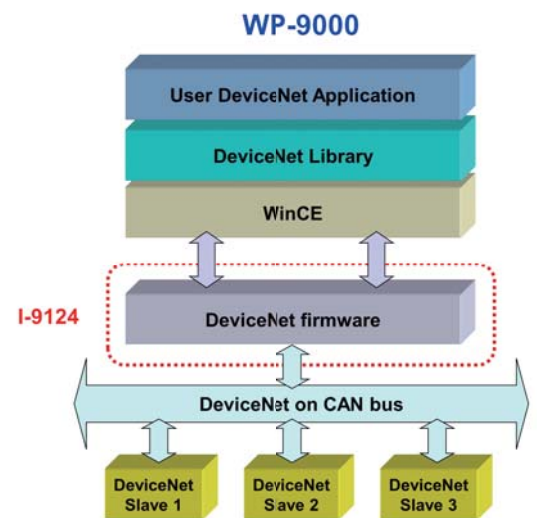 WP-9000
User DeviceNet Application
DeviceNet Library
WinCE
I-9124
DeviceNet firmware
DeviceNet on CAN bus
DeviceNet
Slave 1
DeviceNet
Slave 2
DeviceNet
Slave 3